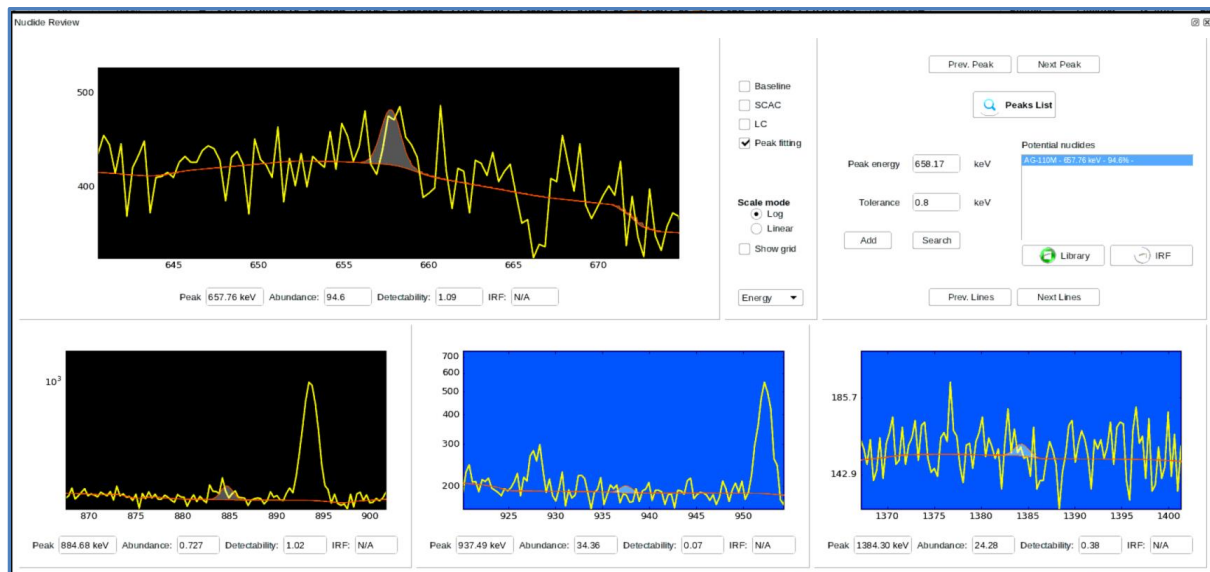 Nuclide Review
500
400
645 650 655 660 665 670
Peak 657.76 keV Abundance: 94.6 Detectability: 1.09 IRF: N/A
Baseline
SCAC
LC
Peak fitting
Scale mode
Log
Linear
Show grid
Energy
Prev. Peak Next Peak
Peaks List
Potential nuclides
AG-110M - 657.76 keV - 94.6% -
Peak energy 658.17 keV
Tolerance 0.8 keV
Add Search
Library IRF
Prev. Lines Next Lines
10³
870 875 880 885 890 895 900
Peak 884.68 keV Abundance: 0.727 Detectability: 1.02 IRF: N/A
700
600
500
400
300
200
925 930 935 940 945 950
Peak 937.49 keV Abundance: 34.36 Detectability: 0.07 IRF: N/A
185.7
142.9
1370 1375 1380 1385 1390 1395 1400
Peak 1384.30 keV Abundance: 24.28 Detectability: 0.38 IRF: N/A